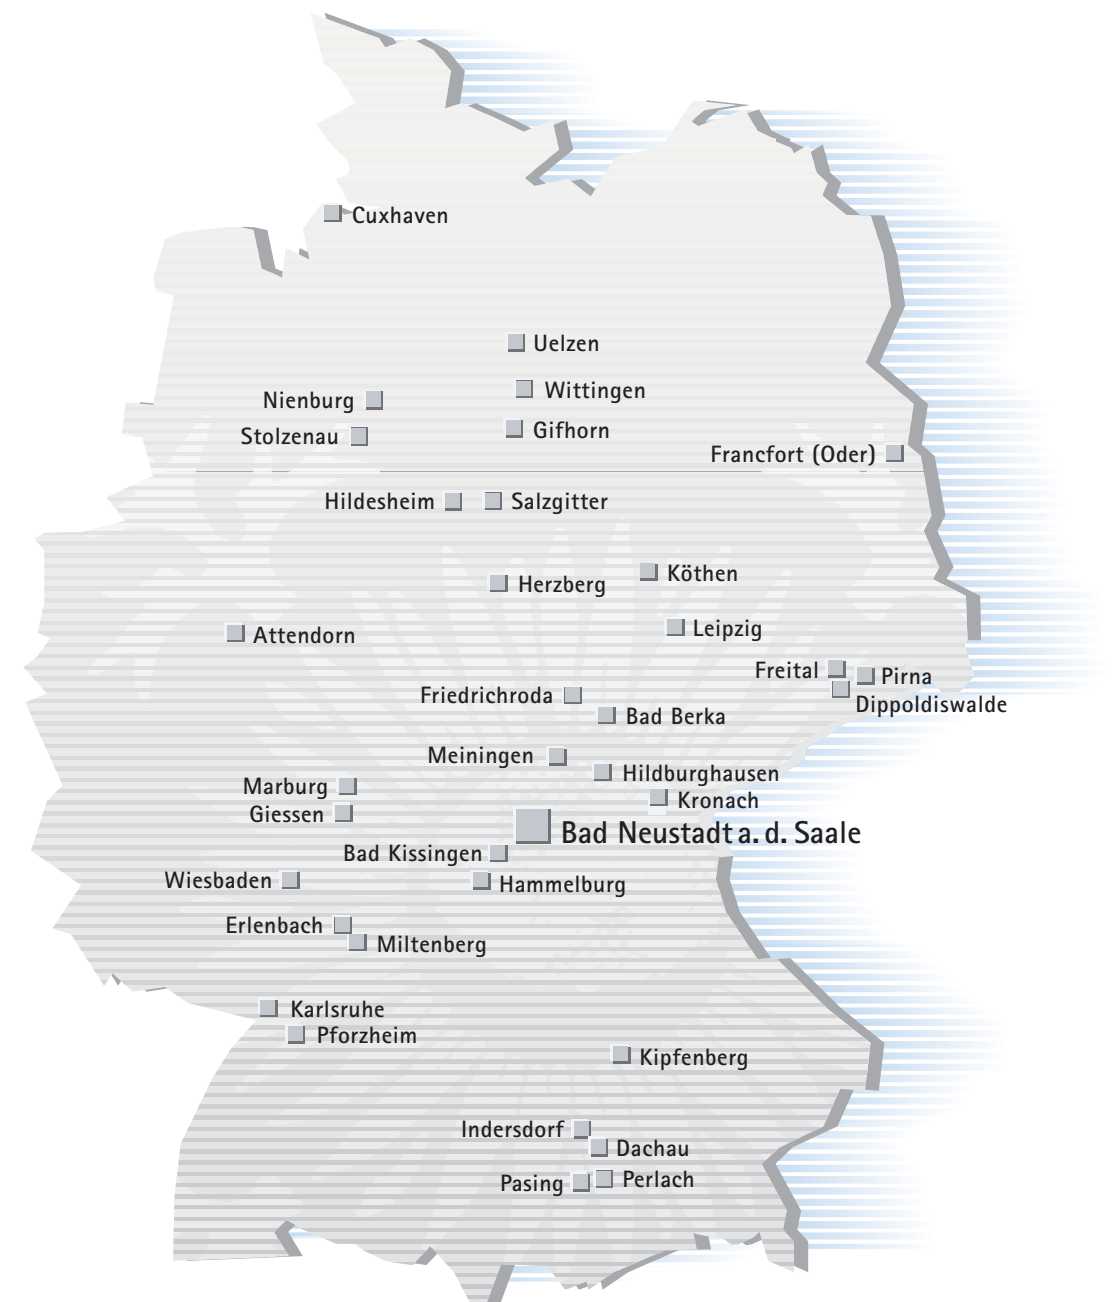 Cuxhaven
Uelzen
Wittingen
Nienburg
Gifhorn
Stolzenau
Francfort (Oder)
Hildesheim
Salzgitter
Köthen
Herzberg
Leipzig
Attendorn
Freital
Pirna
Friedrichroda
Dippoldiswalde
Bad Berka
Meiningen
Hildburghausen
Marburg
Kronach
Giessen
Bad Neustadt a. d. Saale
Bad Kissingen
Wiesbaden
Hammelburg
Erlenbach
Miltenberg
Karlsruhe
Pforzheim
Kipfenberg
Indersdorf
Dachau
Perlach
Pasing